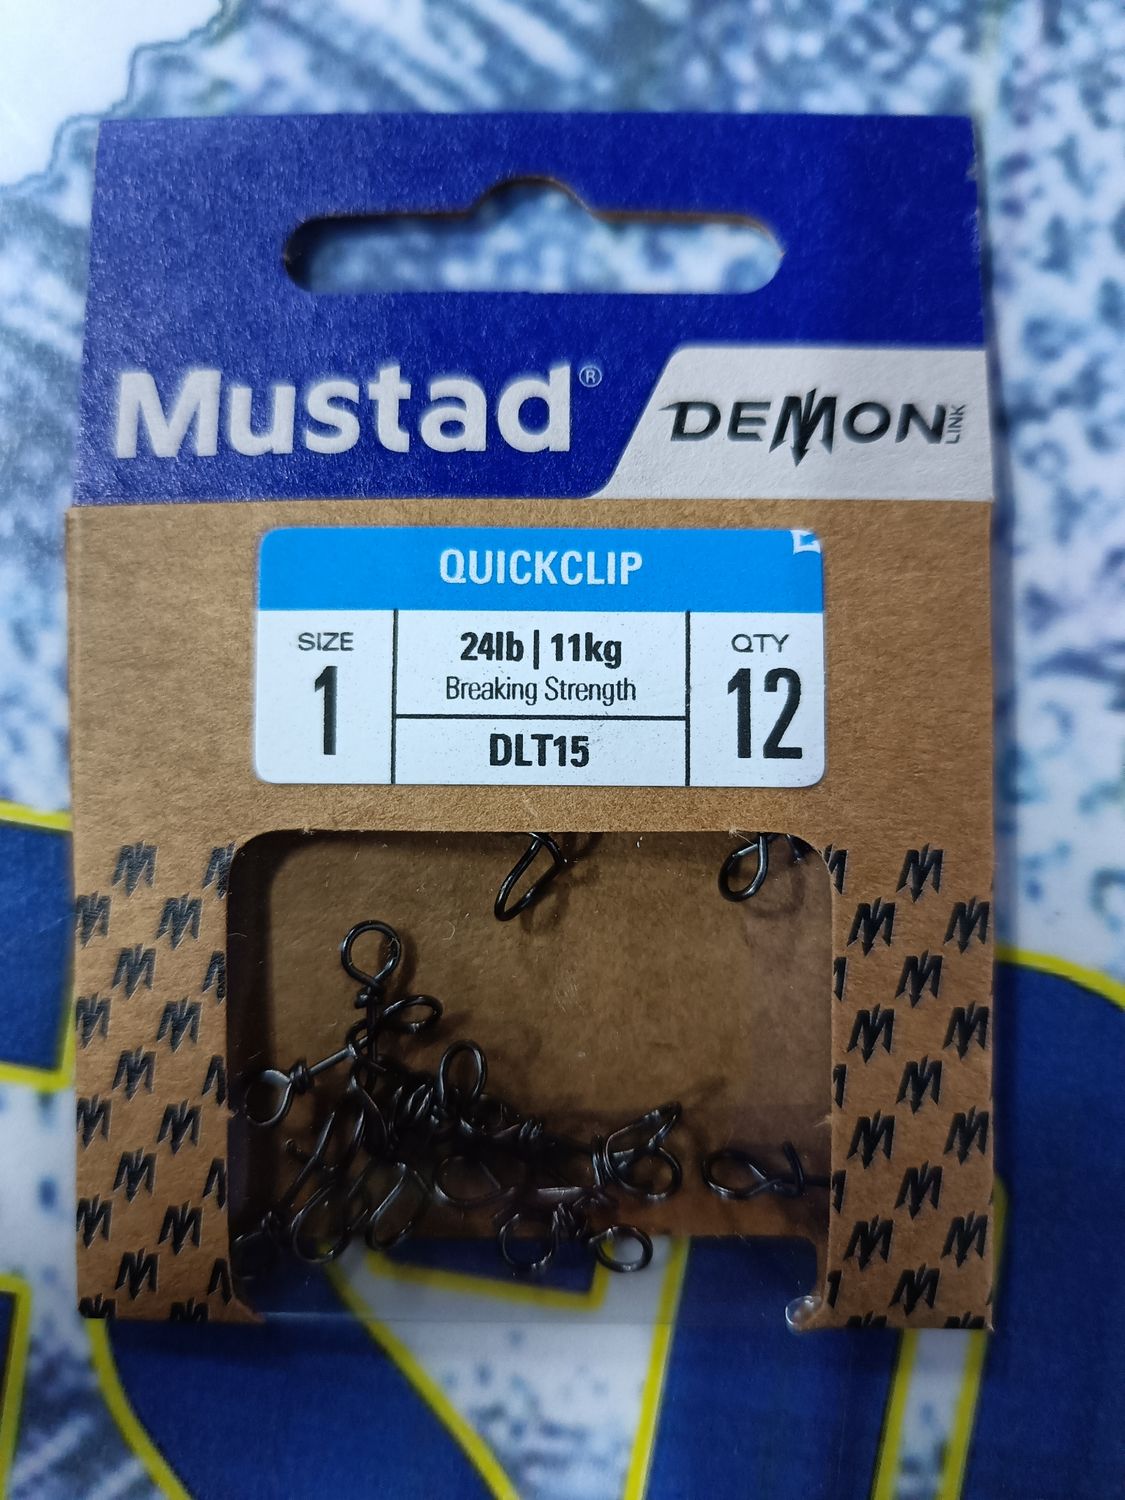 Mustad®
DEMON
LINK
QUICKCLIP
SIZE
1
24lb | 11kg
Breaking Strength
DLT15
QTY
12